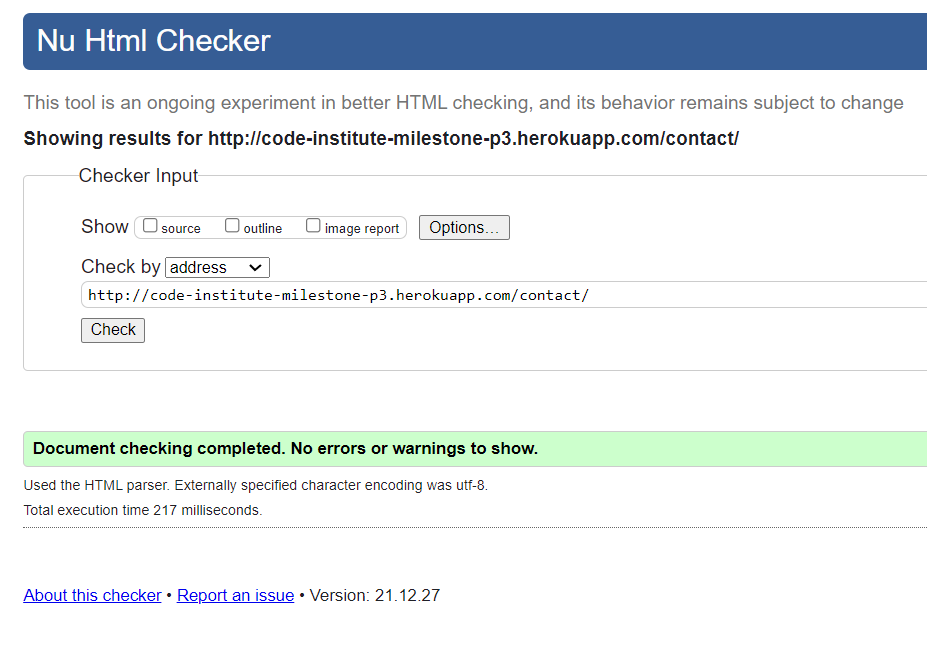 Nu Html Checker
This tool is an ongoing experiment in better HTML checking, and its behavior remains subject to change
Showing results for http://code-institute-milestone-p3.herokuapp.com/contact/
Checker Input
Show source outline image report Options...
Check by address
http://code-institute-milestone-p3.herokuapp.com/contact/
Check
Document checking completed. No errors or warnings to show.
Used the HTML parser. Externally specified character encoding was utf-8.
Total execution time 217 milliseconds.
About this checker • Report an issue • Version: 21.12.27